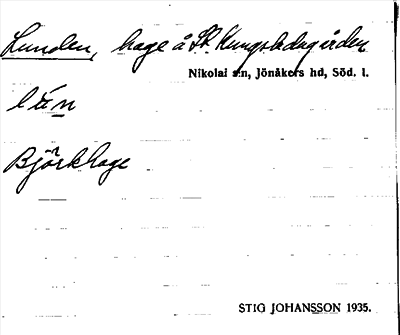 Lunden, hage å St. Kungsladugården
Nikolai s:n, Jönåkers hd, Söd. l.
Björkhage
STIG JOHANSSON 1935.